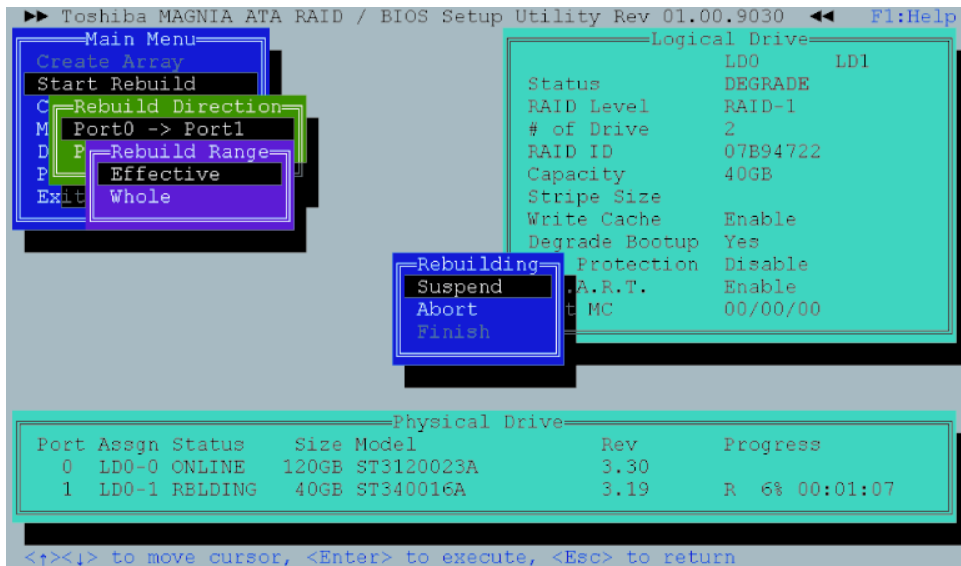 ►► Toshiba MAGNIA ATA RAID / BIOS Setup Utility Rev 01.00.9030 ◄◄ F1:Help
Main Menu
Create Array
Start Rebuild
C
Rebuild Direction
M
Port0 -> Port1
D
P
Rebuild Range
P
Effective
Exit
Whole
Logical Drive
LD0 LD1
Status DEGRADE
RAID Level RAID-1
# of Drive 2
RAID ID 07B94722
Capacity 40GB
Stripe Size
Write Cache Enable
Degrade Bootup Yes
Protection Disable
.A.R.T. Enable
t MC 00/00/00
Rebuilding
Suspend
Abort
Finish
Physical Drive
Port Assgn Status Size Model Rev Progress
0 LD0-0 ONLINE 120GB ST3120023A 3.30
1 LD0-1 RBLDING 40GB ST340016A 3.19 R 6% 00:01:07
<↑><↓> to move cursor, <Enter> to execute, <Esc> to return